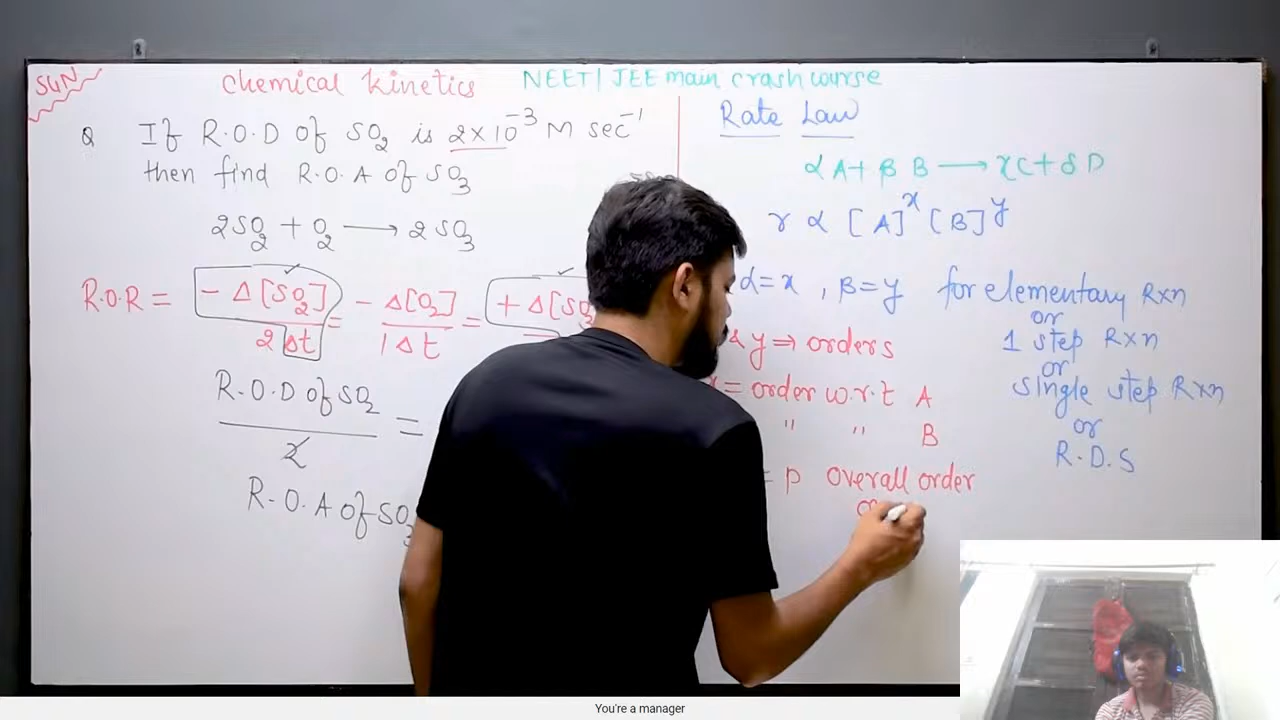 SUN
chemical kinetics NEET/JEE main crash course
Q If R.O.D Of SO2 is 2×10⁻³ M sec⁻¹
then find R.O.A Of SO3
2SO2 + O2 ⟶ 2SO3
R.O.R = -Δ[SO2]/2Δt = -Δ[O2]/1Δt = +Δ[SO
R.O.D Of SO2/2 =
R.O.A Of SO3
Rate Law
αA + βB ⟶ γC + δD
r α [A]ˣ [B]ʸ
α=x , β=y for elementary Rxn
or
1 step Rxn
or
single step Rxn
or
R.D.S
& y ⇒ orders
= order w.r.t A
" " B
= p Overall order
You're a manager